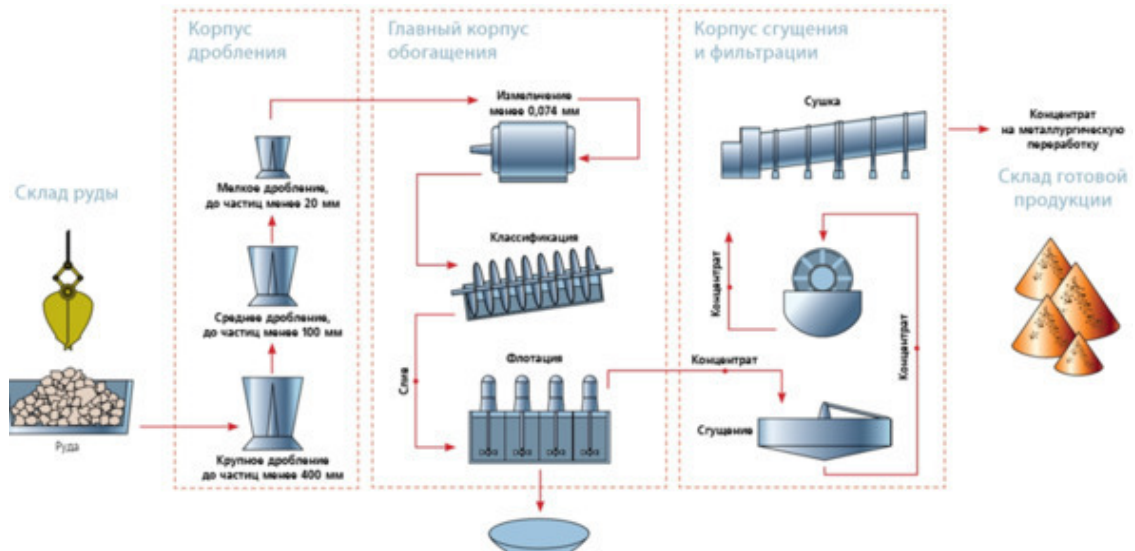 Склад руды
Руда
Корпус
дробления
Мелкое дробление,
до частиц менее 20 мм
Среднее дробление,
до частиц менее 100 мм
Крупное дробление
до частиц менее 400 мм
Главный корпус
обогащения
Измельчение
менее 0,074 мм
Классификация
Слив
Флотация
Концентрат
Корпус сгущения
и фильтрации
Сушка
Концентрат
Концентрат
Сгущение
Концентрат
на металлургическую
переработку
Склад готовой
продукции